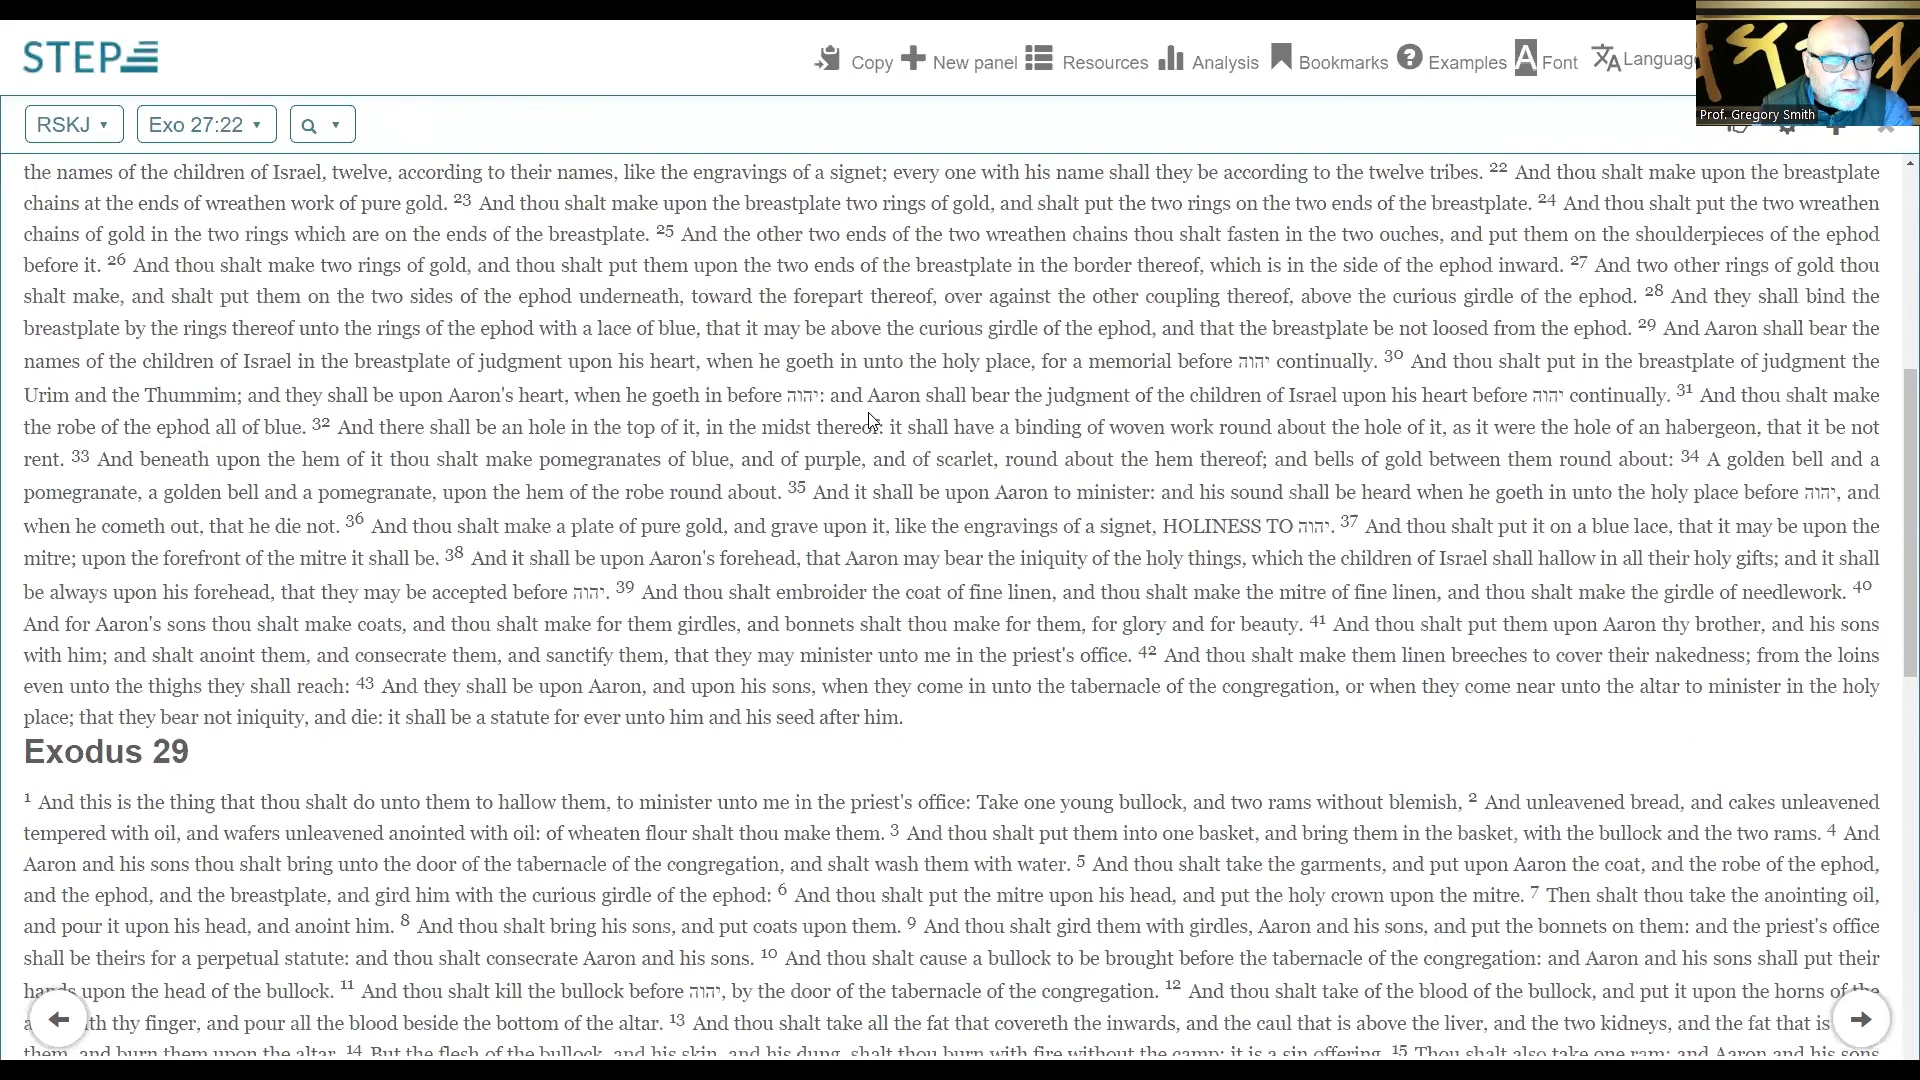 STEP
Copy New panel Resources Analysis Bookmarks Examples Font Languag
Prof. Gregory Smith
RSKJ Exo 27:22
the names of the children of Israel, twelve, according to their names, like the engravings of a signet; every one with his name shall they be according to the twelve tribes. 22 And thou shalt make upon the breastplate
chains at the ends of wreathen work of pure gold. 23 And thou shalt make upon the breastplate two rings of gold, and shalt put the two rings on the two ends of the breastplate. 24 And thou shalt put the two wreathen
chains of gold in the two rings which are on the ends of the breastplate. 25 And the other two ends of the two wreathen chains thou shalt fasten in the two ouches, and put them on the shoulderpieces of the ephod
before it. 26 And thou shalt make two rings of gold, and thou shalt put them upon the two ends of the breastplate in the border thereof, which is in the side of the ephod inward. 27 And two other rings of gold thou
shalt make, and shalt put them on the two sides of the ephod underneath, toward the forepart thereof, over against the other coupling thereof, above the curious girdle of the ephod. 28 And they shall bind the
breastplate by the rings thereof unto the rings of the ephod with a lace of blue, that it may be above the curious girdle of the ephod, and that the breastplate be not loosed from the ephod. 29 And Aaron shall bear the
names of the children of Israel in the breastplate of judgment upon his heart, when he goeth in unto the holy place, for a memorial before יהוה continually. 30 And thou shalt put in the breastplate of judgment the
Urim and the Thummim; and they shall be upon Aaron's heart, when he goeth in before יהוה: and Aaron shall bear the judgment of the children of Israel upon his heart before יהוה continually. 31 And thou shalt make
the robe of the ephod all of blue. 32 And there shall be an hole in the top of it, in the midst thereof: it shall have a binding of woven work round about the hole of it, as it were the hole of an habergeon, that it be not
rent. 33 And beneath upon the hem of it thou shalt make pomegranates of blue, and of purple, and of scarlet, round about the hem thereof; and bells of gold between them round about: 34 A golden bell and a
pomegranate, a golden bell and a pomegranate, upon the hem of the robe round about. 35 And it shall be upon Aaron to minister: and his sound shall be heard when he goeth in unto the holy place before יהוה, and
when he cometh out, that he die not. 36 And thou shalt make a plate of pure gold, and grave upon it, like the engravings of a signet, HOLINESS TO יהוה. 37 And thou shalt put it on a blue lace, that it may be upon the
mitre; upon the forefront of the mitre it shall be. 38 And it shall be upon Aaron's forehead, that Aaron may bear the iniquity of the holy things, which the children of Israel shall hallow in all their holy gifts; and it shall
be always upon his forehead, that they may be accepted before יהוה. 39 And thou shalt embroider the coat of fine linen, and thou shalt make the mitre of fine linen, and thou shalt make the girdle of needlework. 40
And for Aaron's sons thou shalt make coats, and thou shalt make for them girdles, and bonnets shalt thou make for them, for glory and for beauty. 41 And thou shalt put them upon Aaron thy brother, and his sons
with him; and shalt anoint them, and consecrate them, and sanctify them, that they may minister unto me in the priest's office. 42 And thou shalt make them linen breeches to cover their nakedness; from the loins
even unto the thighs they shall reach: 43 And they shall be upon Aaron, and upon his sons, when they come in unto the tabernacle of the congregation, or when they come near unto the altar to minister in the holy
place; that they bear not iniquity, and die: it shall be a statute for ever unto him and his seed after him.
Exodus 29
1 And this is the thing that thou shalt do unto them to hallow them, to minister unto me in the priest's office: Take one young bullock, and two rams without blemish, 2 And unleavened bread, and cakes unleavened
tempered with oil, and wafers unleavened anointed with oil: of wheaten flour shalt thou make them. 3 And thou shalt put them into one basket, and bring them in the basket, with the bullock and the two rams. 4 And
Aaron and his sons thou shalt bring unto the door of the tabernacle of the congregation, and shalt wash them with water. 5 And thou shalt take the garments, and put upon Aaron the coat, and the robe of the ephod,
and the ephod, and the breastplate, and gird him with the curious girdle of the ephod: 6 And thou shalt put the mitre upon his head, and put the holy crown upon the mitre. 7 Then shalt thou take the anointing oil,
and pour it upon his head, and anoint him. 8 And thou shalt bring his sons, and put coats upon them. 9 And thou shalt gird them with girdles, Aaron and his sons, and put the bonnets on them: and the priest's office
shall be theirs for a perpetual statute: and thou shalt consecrate Aaron and his sons. 10 And thou shalt cause a bullock to be brought before the tabernacle of the congregation: and Aaron and his sons shall put their
hands upon the head of the bullock. 11 And thou shalt kill the bullock before יהוה, by the door of the tabernacle of the congregation. 12 And thou shalt take of the blood of the bullock, and put it upon the horns of the
th thy finger, and pour all the blood beside the bottom of the altar. 13 And thou shalt take all the fat that covereth the inwards, and the caul that is above the liver, and the two kidneys, and the fat that is
them, and burn them upon the altar. 14 But the flesh of the bullock, and his skin, and his dung, shalt thou burn with fire without the camp: it is a sin offering. 15 Thou shalt also take one ram; and Aaron and his sons